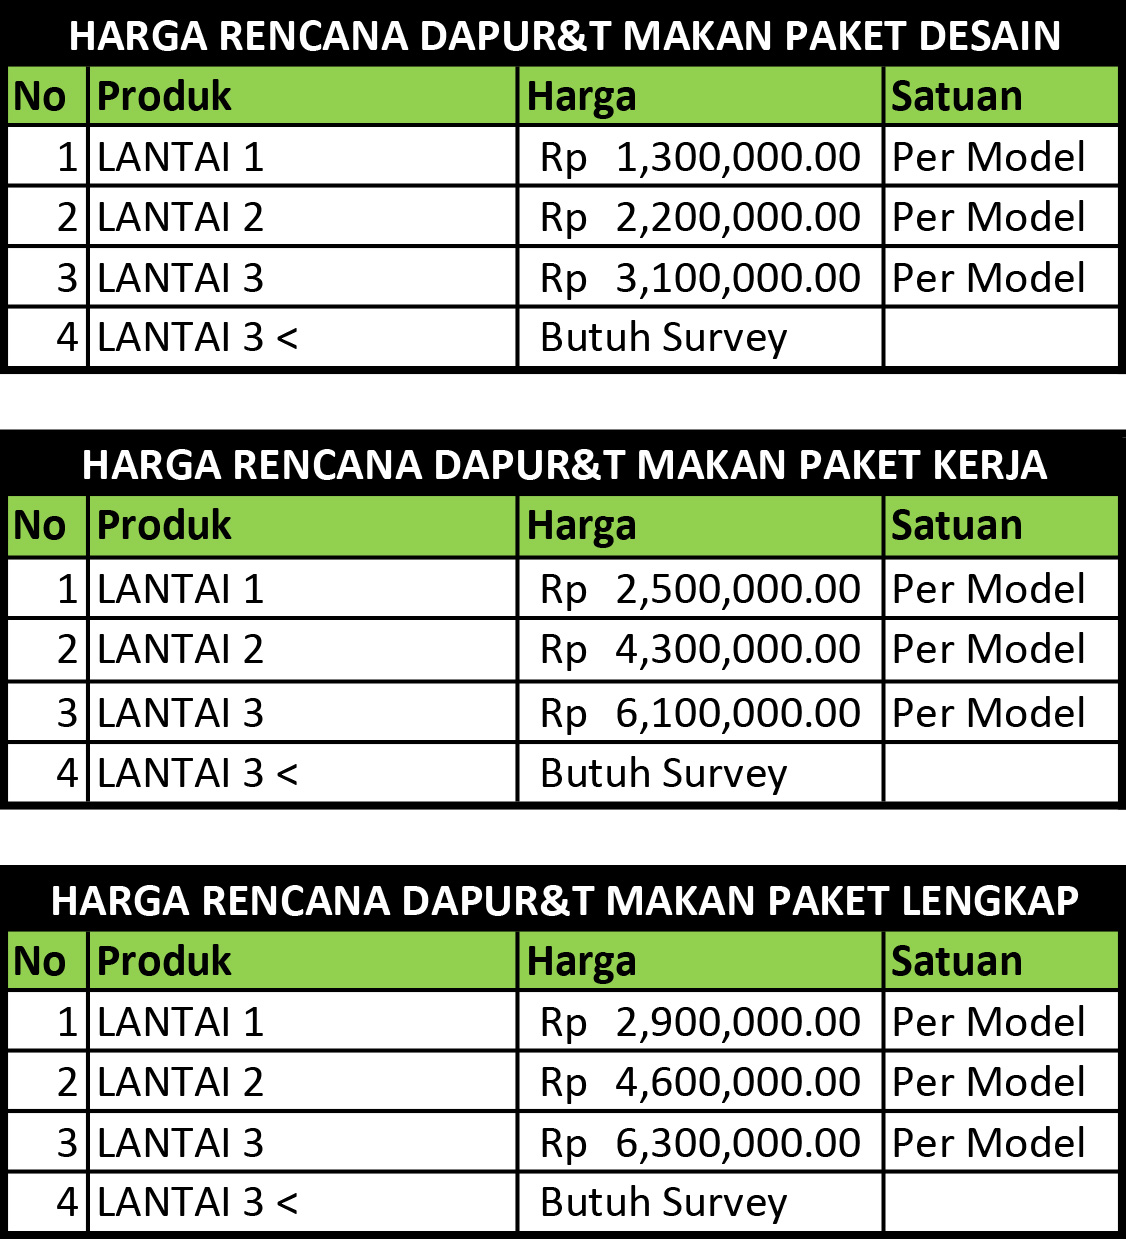 HARGA RENCANA DAPUR&T MAKAN PAKET DESAIN
No Produk Harga Satuan
1 LANTAI 1 Rp 1,300,000.00 Per Model
2 LANTAI 2 Rp 2,200,000.00 Per Model
3 LANTAI 3 Rp 3,100,000.00 Per Model
4 LANTAI 3 < Butuh Survey
HARGA RENCANA DAPUR&T MAKAN PAKET KERJA
No Produk Harga Satuan
1 LANTAI 1 Rp 2,500,000.00 Per Model
2 LANTAI 2 Rp 4,300,000.00 Per Model
3 LANTAI 3 Rp 6,100,000.00 Per Model
4 LANTAI 3 < Butuh Survey
HARGA RENCANA DAPUR&T MAKAN PAKET LENGKAP
No Produk Harga Satuan
1 LANTAI 1 Rp 2,900,000.00 Per Model
2 LANTAI 2 Rp 4,600,000.00 Per Model
3 LANTAI 3 Rp 6,300,000.00 Per Model
4 LANTAI 3 < Butuh Survey